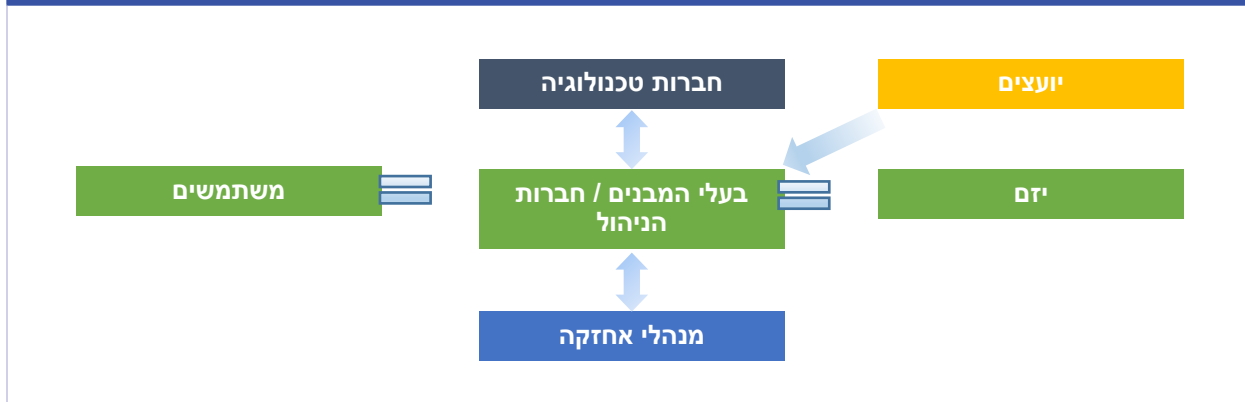 חברות טכנולוגיה
יועצים
משתמשים
בעלי המבנים / חברות
הניהול
יזם
מנהלי אחזקה